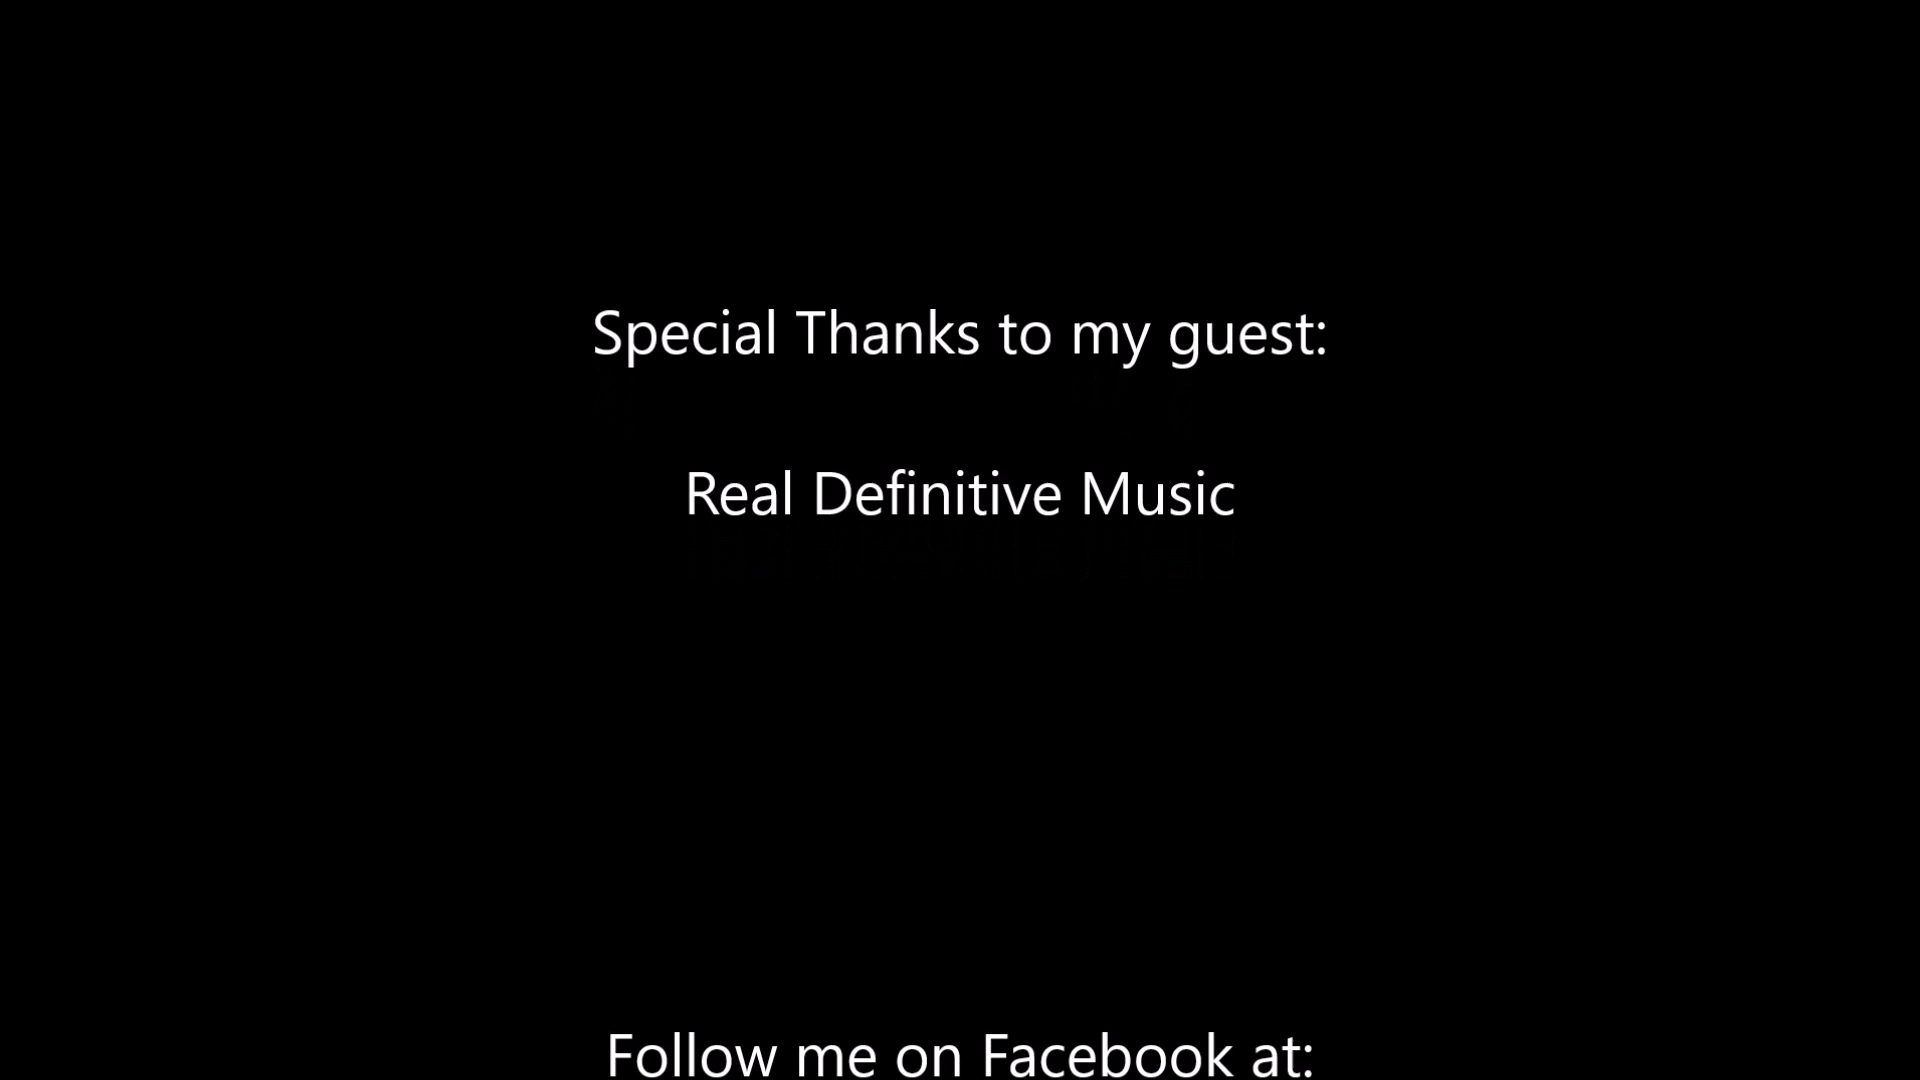 Special Thanks to my guest:
Real Definitive Music
Follow me on Facebook at: